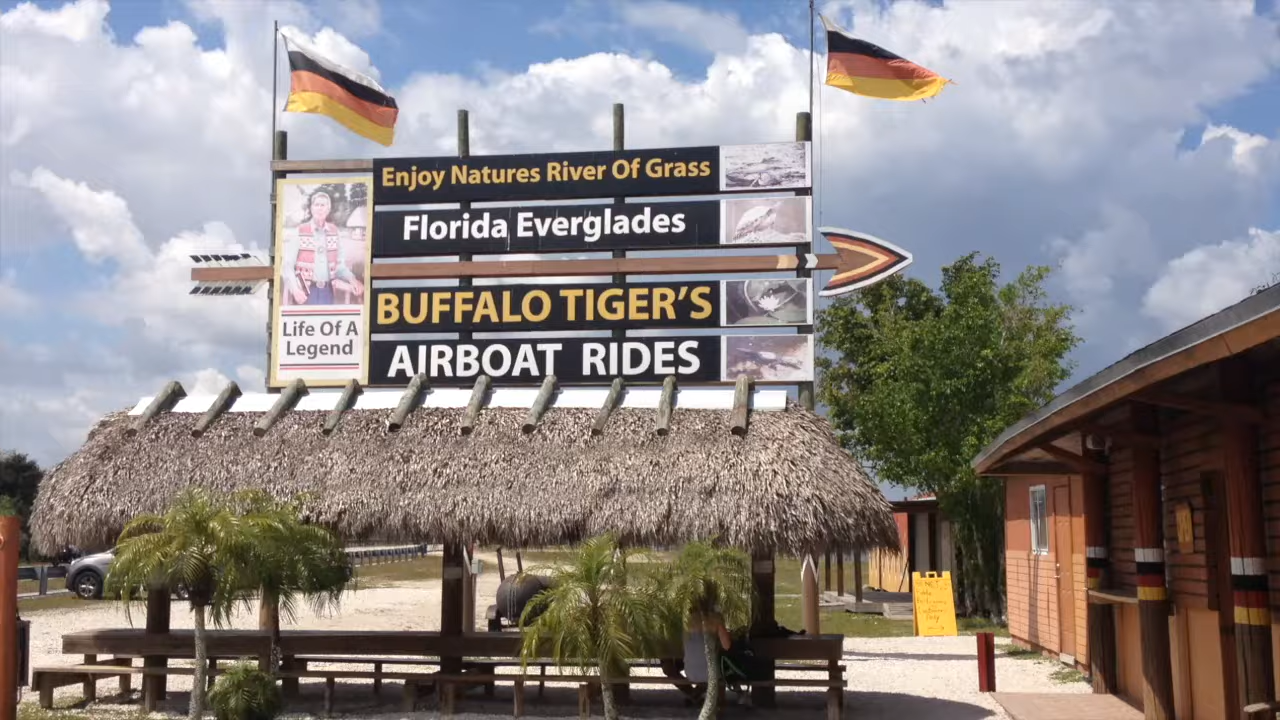 Enjoy Natures River Of Grass
Florida Everglades
BUFFALO TIGER'S
AIRBOAT RIDES
Life Of A
Legend